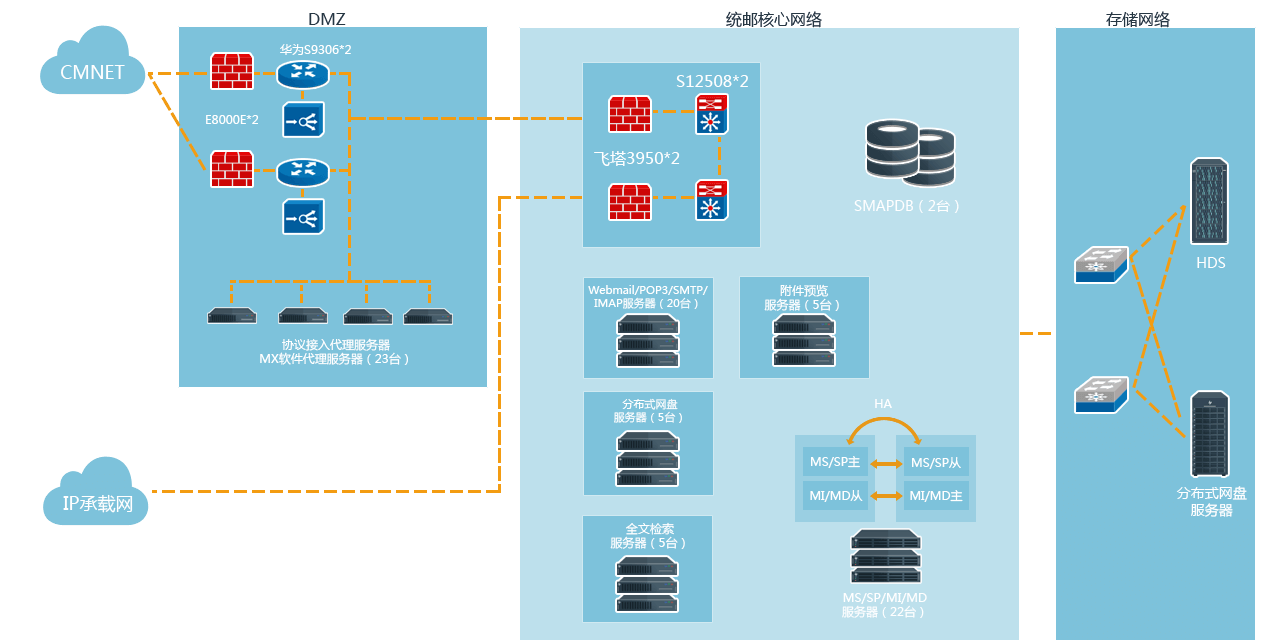 DMZ
统邮核心网络
存储网络
CMNET
华为S9306*2
E8000E*2
协议接入代理服务器
MX软件代理服务器（23台）
IP承载网
S12508*2
飞塔3950*2
SMAPDB（2台）
Webmail/POP3/SMTP/
IMAP服务器（20台）
附件预览
服务器（5台）
分布式网盘
服务器（5台）
全文检索
服务器（5台）
HA
MS/SP主
MS/SP从
MI/MD从
MI/MD主
MS/SP/MI/MD
服务器（22台）
HDS
分布式网盘
服务器